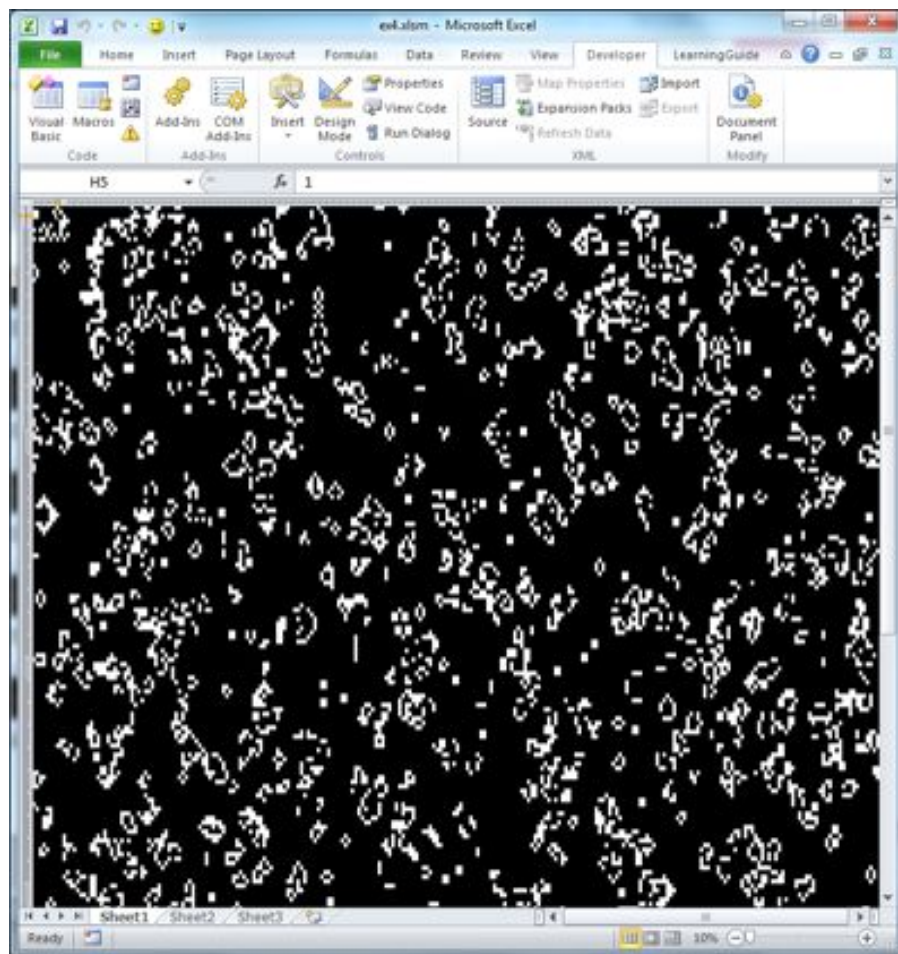 ex4.xlsm - Microsoft Excel
File Home Insert Page Layout Formulas Data Review View Developer LearningGuide
Properties Map Properties Import
View Code Expansion Packs Export
Visual Basic Macros Add-Ins COM Add-Ins Insert Design Mode Run Dialog Source Refresh Data Document Panel
Code Add-Ins Controls XML Modify
H5 fx 1
Sheet1 Sheet2 Sheet3
Ready 10%